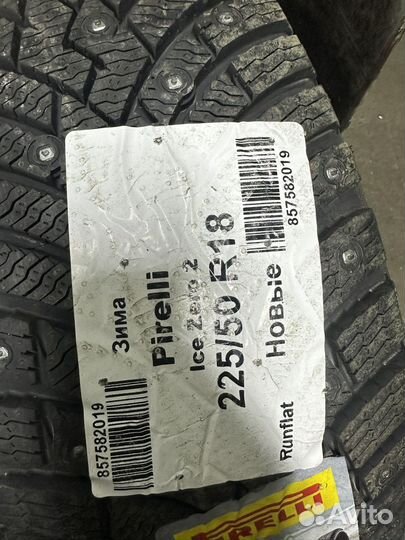 857582019
Зима
Pirelli
Ice Zero 2
225/50 R18
Новые
857582019
Runflat
PIRELLI
Avito